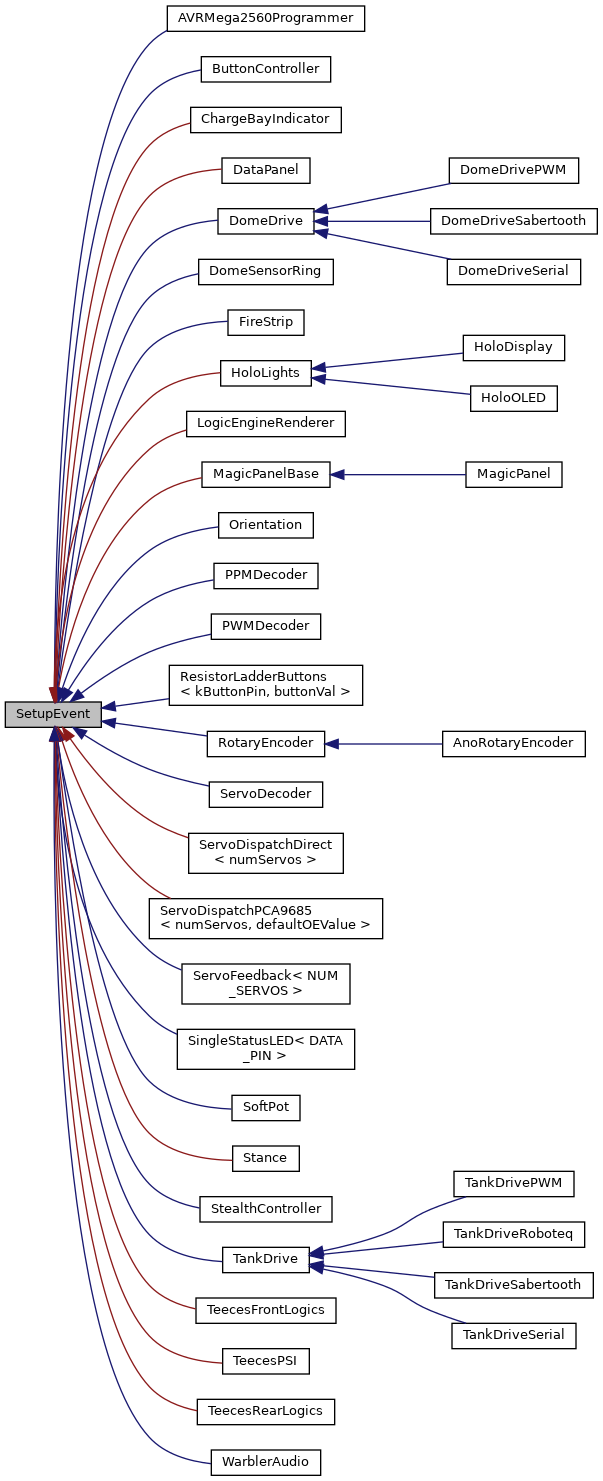 AVRMega2560Programmer
ButtonController
ChargeBayIndicator
DataPanel
DomeDrivePWM
DomeDrive
DomeDriveSabertooth
DomeSensorRing
DomeDriveSerial
FireStrip
HoloDisplay
HoloLights
HoloOLED
LogicEngineRenderer
MagicPanelBase
MagicPanel
Orientation
PPMDecoder
PWMDecoder
ResistorLadderButtons
< kButtonPin, buttonVal >
SetupEvent
RotaryEncoder
AnoRotaryEncoder
ServoDecoder
ServoDispatchDirect
< numServos >
ServoDispatchPCA9685
< numServos, defaultOEValue >
ServoFeedback< NUM
_SERVOS >
SingleStatusLED< DATA
_PIN >
SoftPot
Stance
TankDrivePWM
StealthController
TankDriveRoboteq
TankDrive
TankDriveSabertooth
TeecesFrontLogics
TankDriveSerial
TeecesPSI
TeecesRearLogics
WarblerAudio